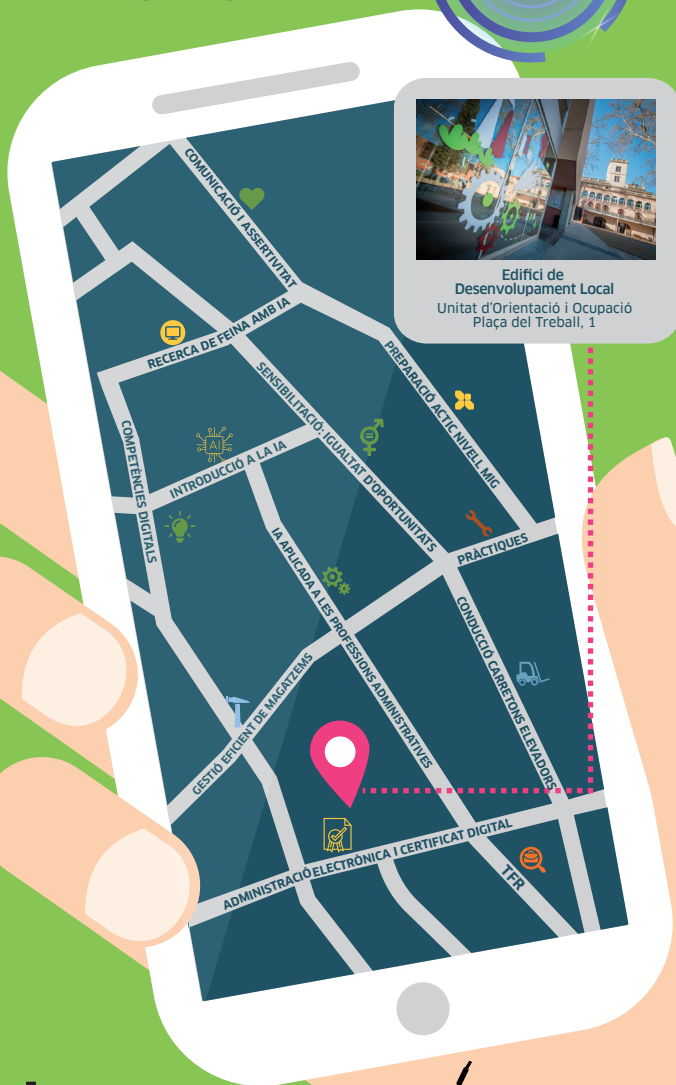 COMUNICACIÓ I ASSERTIVITAT
Edifici de
Desenvolupament Local
Unitat d'Orientació i Ocupació
Plaça del Treball, 1
RECERCA DE FEINA AMB IA
PREPARACIÓ ACTIC NIVELL MIG
SENSIBILITACIÓ: IGUALTAT D'OPORTUNITATS
COMPETÈNCIES DIGITALS
AI
INTRODUCCIÓ A LA IA
IA APLICADA A LES PROFESSIONS ADMINISTRATIVES
PRÀCTIQUES
CONDUCCIÓ CARRETONS ELEVADORS
GESTIÓ EFICIENT DE MAGATZEMS
ADMINISTRACIÓ ELECTRÒNICA I CERTIFICAT DIGITAL
TFR